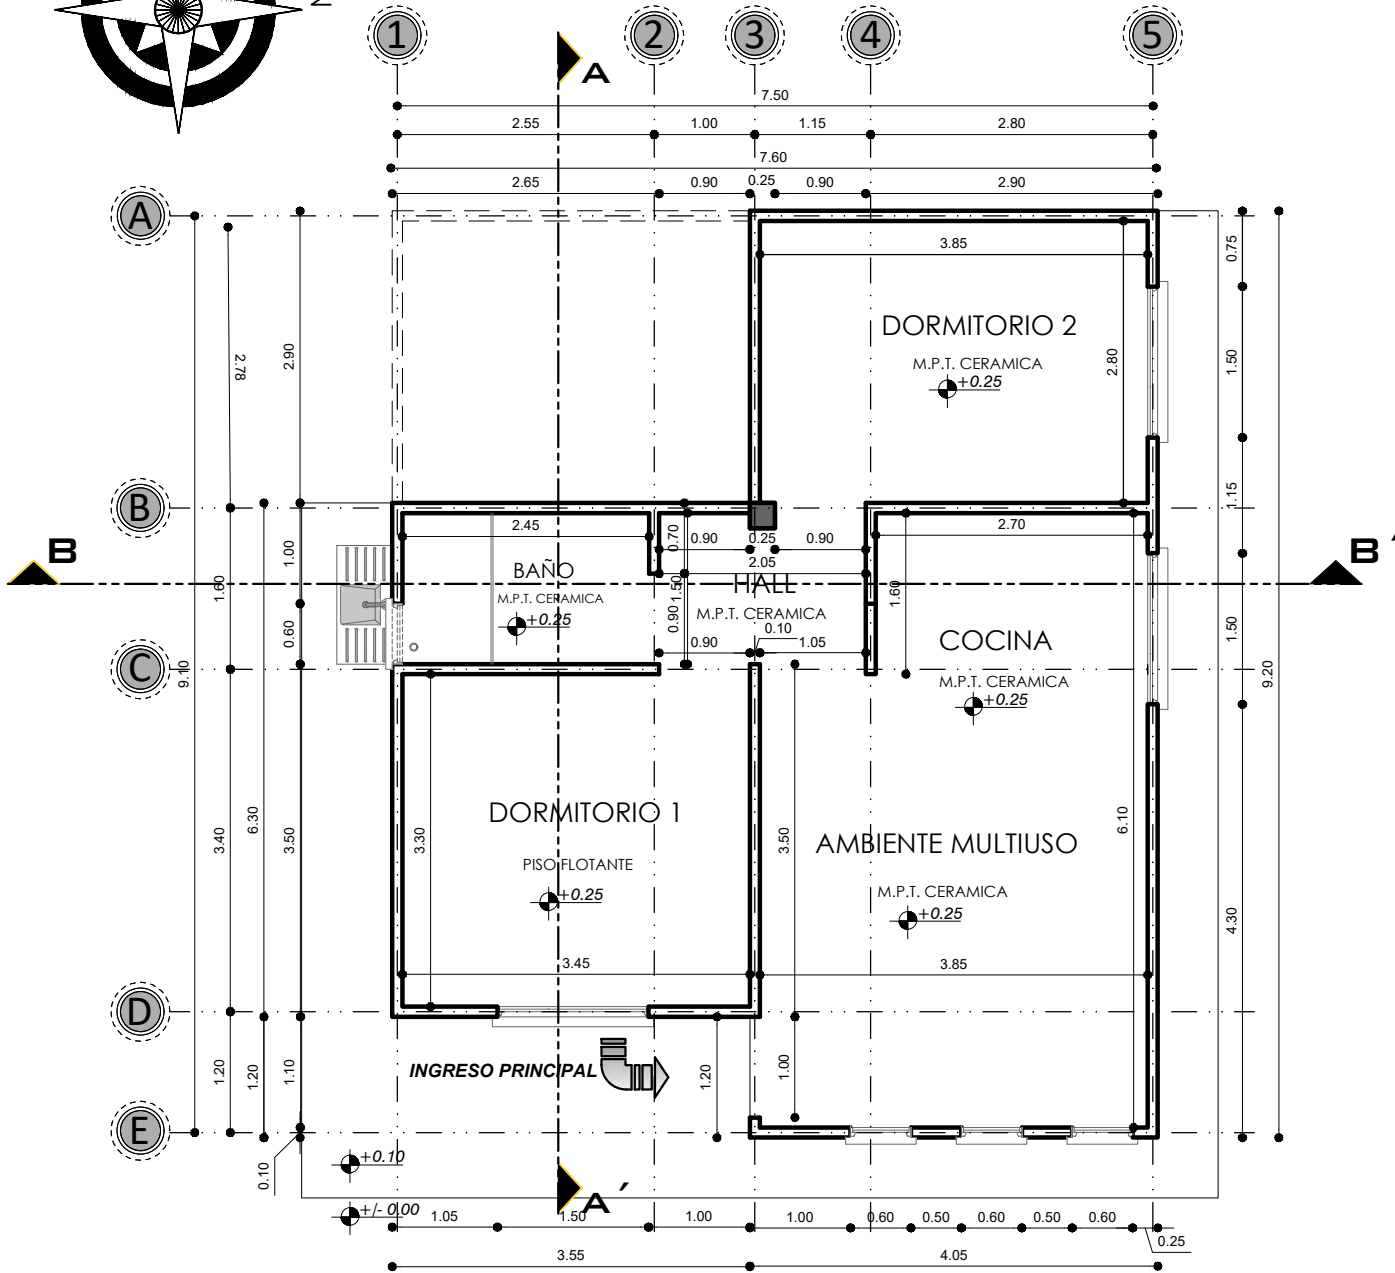 N
1 2 3 4 5
A
7.50
2.55 1.00 1.15 2.80
7.60
2.65 0.90 0.25 0.90 2.90
A
3.85
0.75
DORMITORIO 2
M.P.T. CERAMICA
+0.25
2.78
2.90
2.80
1.50
B
2.45
0.70
0.90 0.25 0.90
2.70
1.15
2.05
B
B ´
1.00
1.60
BAÑO
M.P.T. CERAMICA
+0.25
1.50
HALL
M.P.T. CERAMICA
0.10
0.90
0.90 1.05
1.60
0.60
COCINA
M.P.T. CERAMICA
+0.25
1.50
C
9.10
9.20
DORMITORIO 1
PISO FLOTANTE
+0.25
3.40
6.30
3.50
3.30
3.50
AMBIENTE MULTIUSO
M.P.T. CERAMICA
+0.25
6.10
4.30
3.45
3.85
D
INGRESO PRINCIPAL
1.20
1.20
1.10
1.20
1.00
E
0.10
+0.10
A ´
+/- 0.00
1.05 1.50 1.00 1.00 0.60 0.50 0.60 0.50 0.60
0.25
3.55 4.05